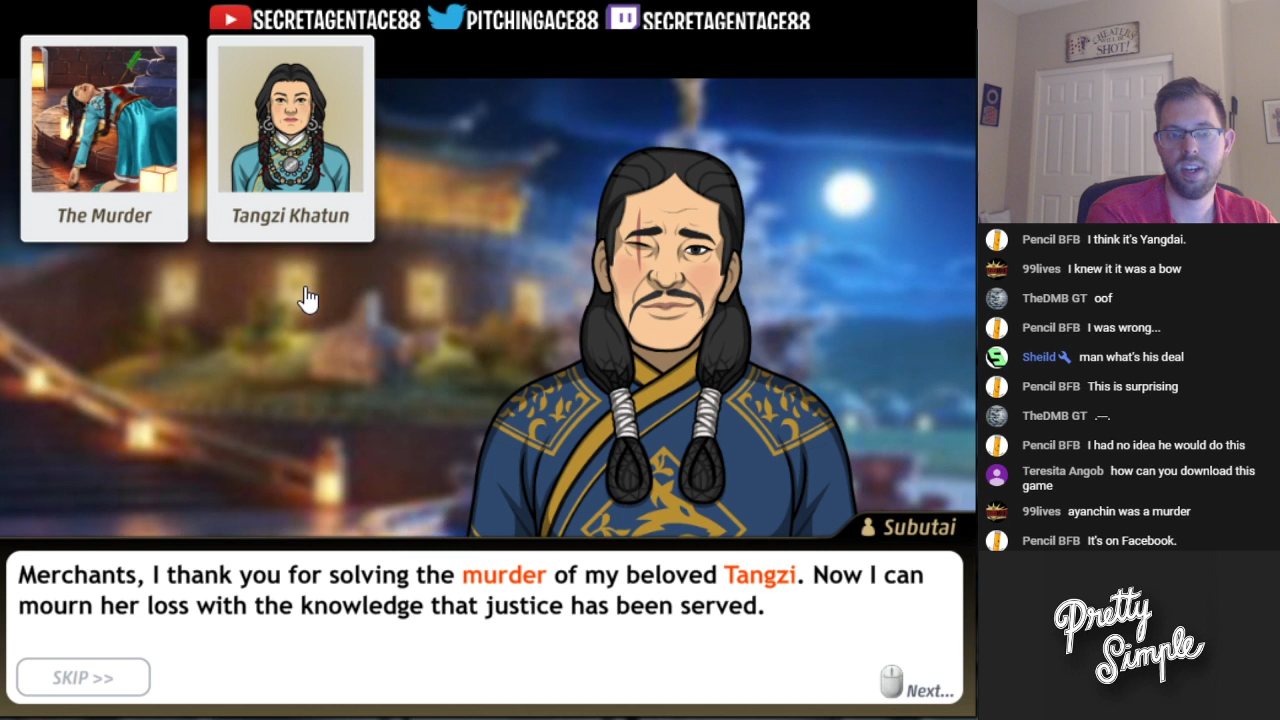 SECRETAGENTACE88 PITCHINGACE88 SECRETAGENTACE88
CHEATERS
SHOT!
The Murder
Tangzi Khatun
Subutai
Merchants, I thank you for solving the murder of my beloved Tangzi. Now I can
mourn her loss with the knowledge that justice has been served.
SKIP >>
Next...
Pencil BFB I think it's Yangdai.
99lives I knew it it was a bow
TheDMB GT oof
Pencil BFB I was wrong...
Sheild man what's his deal
Pencil BFB This is surprising
TheDMB GT .—.
Pencil BFB I had no idea he would do this
Teresita Angob how can you download this
game
99lives ayanchin was a murder
Pencil BFB It's on Facebook.
Pretty
Simple